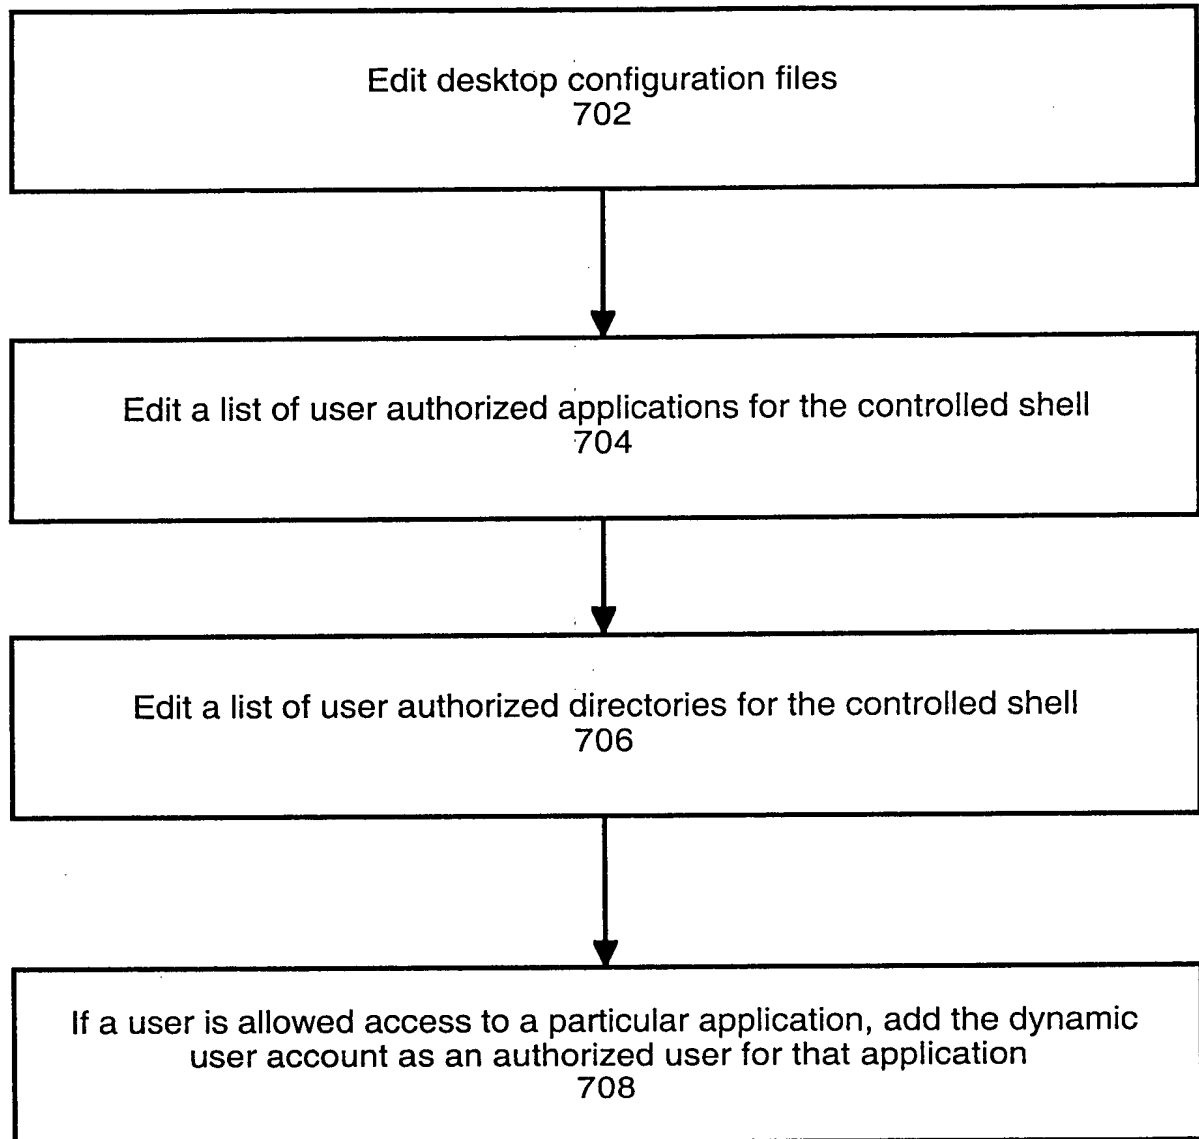 Edit desktop configuration files
702
Edit a list of user authorized applications for the controlled shell
704
Edit a list of user authorized directories for the controlled shell
706
If a user is allowed access to a particular application, add the dynamic
user account as an authorized user for that application
708